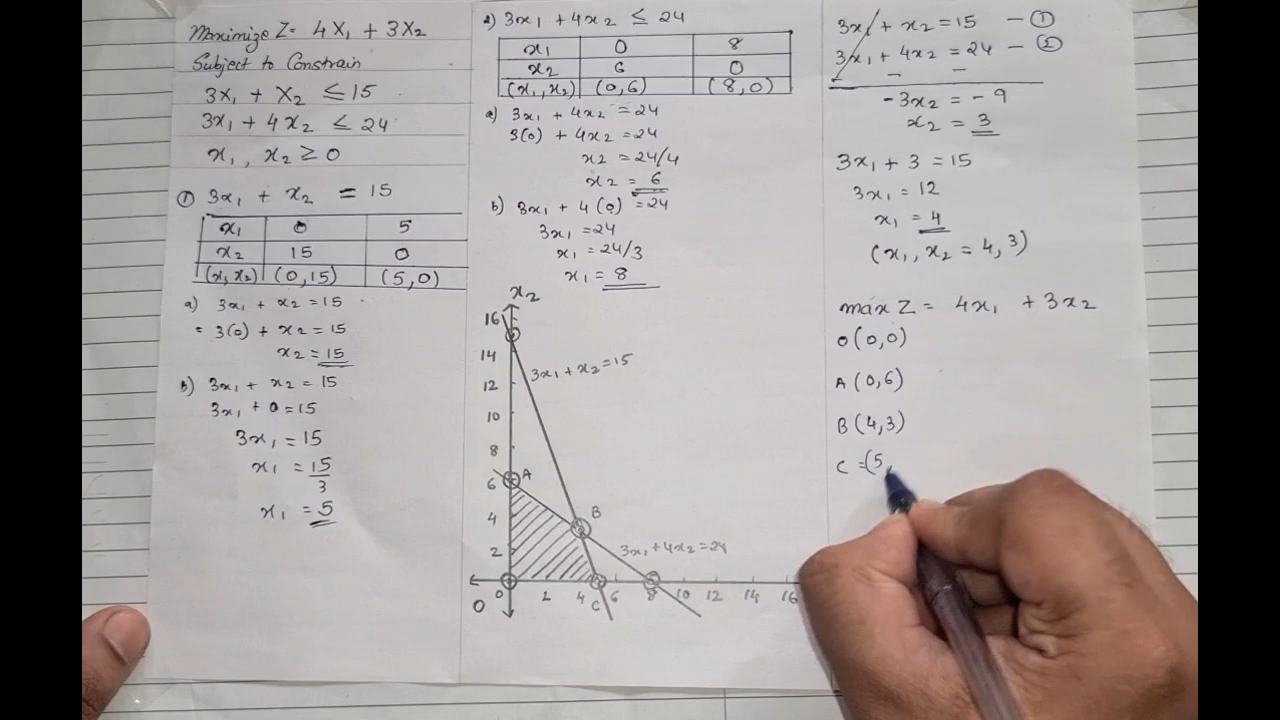 Maximize Z= 4X₁ + 3X₂
Subject to Constrain
3X₁ + X₂ ≤ 15
3X₁ + 4X₂ ≤ 24
x₁, x₂ ≥ 0
① 3x₁ + x₂ = 15
x₁ 0 5
x₂ 15 0
(x₁, x₂) (0,15) (5,0)
a) 3x₁ + x₂ = 15
= 3(0) + x₂ = 15
x₂ = 15
b) 3x₁ + x₂ = 15
3x₁ + 0 = 15
3x₁ = 15
x₁ = 15/3
x₁ = 5
2) 3x₁ + 4x₂ ≤ 24
x₁ 0 8
x₂ 6 0
(x₁, x₂) (0,6) (8,0)
a) 3x₁ + 4x₂ = 24
3(0) + 4x₂ = 24
x₂ = 24/4
x₂ = 6
b) 3x₁ + 4(0) = 24
3x₁ = 24
x₁ = 24/3
x₁ = 8
x₂
16
14
12
10
8
6
4
2
3x₁ + x₂ = 15
A
B
3x₁ + 4x₂ = 24
0 2 4 6 8 10 12 14 16
O
C
3x₁ + x₂ = 15 — ①
3x₁ + 4x₂ = 24 — ②
− −
-3x₂ = -9
x₂ = 3
3x₁ + 3 = 15
3x₁ = 12
x₁ = 4
(x₁, x₂ = 4, 3)
max Z = 4x₁ + 3x₂
O(0,0)
A(0,6)
B(4,3)
C =(5,